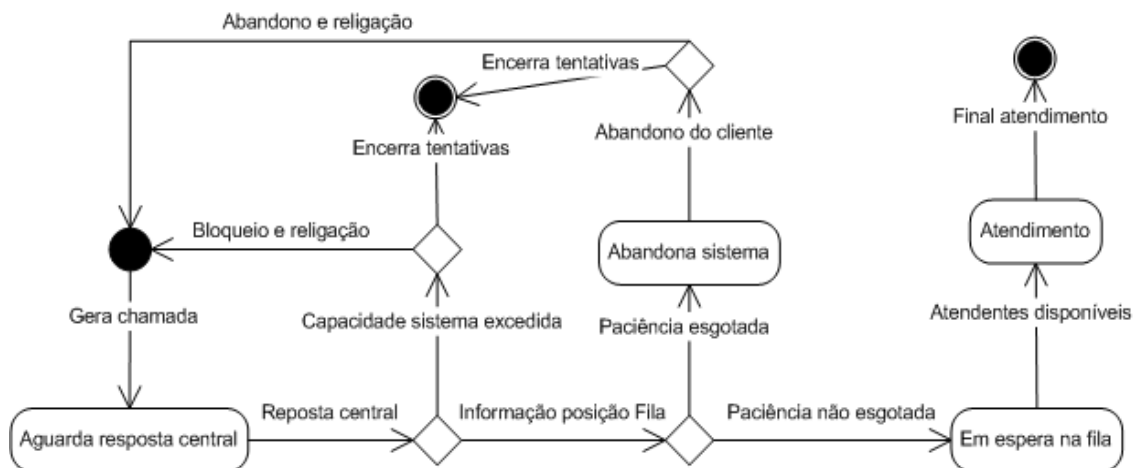 Abandono e religação
Encerra tentativas
Final atendimento
Abandono do cliente
Encerra tentativas
Bloqueio e religação
Abandona sistema
Atendimento
Gera chamada
Capacidade sistema excedida
Paciência esgotada
Atendentes disponíveis
Aguarda resposta central
Reposta central
Informação posição Fila
Paciência não esgotada
Em espera na fila